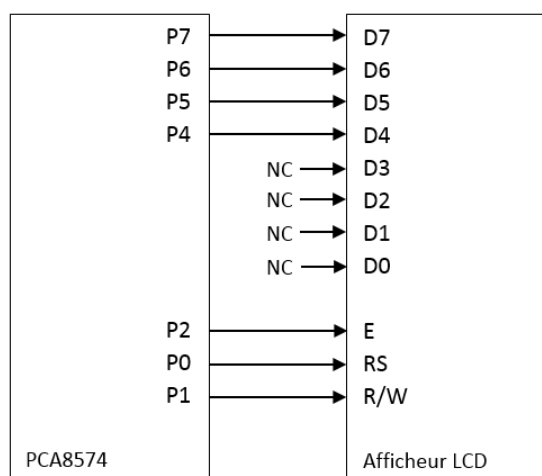 P7 D7
P6 D6
P5 D5
P4 D4
NC D3
NC D2
NC D1
NC D0
P2 E
P0 RS
P1 R/W
PCA8574 Afficheur LCD